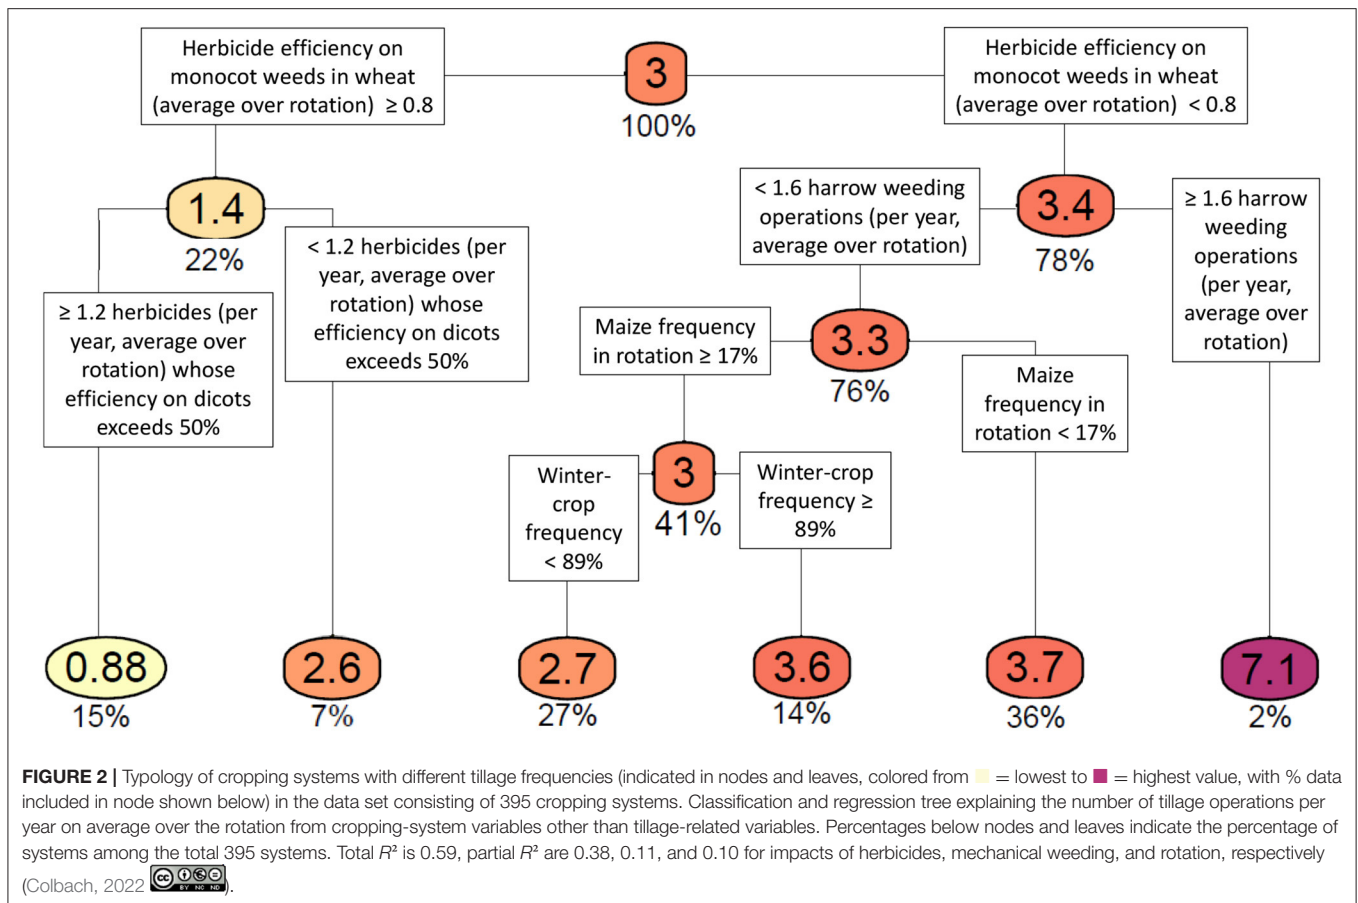 Herbicide efficiency on
monocot weeds in wheat
(average over rotation) ≥ 0.8
3
100%
Herbicide efficiency on
monocot weeds in wheat
(average over rotation) < 0.8
1.4
22%
< 1.6 harrow weeding
operations (per year,
average over rotation)
3.4
78%
≥ 1.6 harrow
weeding
operations
(per year,
average over
rotation)
≥ 1.2 herbicides (per
year, average over
rotation) whose
efficiency on dicots
exceeds 50%
< 1.2 herbicides (per
year, average over
rotation) whose
efficiency on dicots
exceeds 50%
Maize frequency
in rotation ≥ 17%
3.3
76%
Maize
frequency in
rotation < 17%
Winter-
crop
frequency
< 89%
3
41%
Winter-crop
frequency ≥
89%
0.88
15%
2.6
7%
2.7
27%
3.6
14%
3.7
36%
7.1
2%
FIGURE 2 | Typology of cropping systems with different tillage frequencies (indicated in nodes and leaves, colored from = lowest to = highest value, with % data
included in node shown below) in the data set consisting of 395 cropping systems. Classification and regression tree explaining the number of tillage operations per
year on average over the rotation from cropping-system variables other than tillage-related variables. Percentages below nodes and leaves indicate the percentage of
systems among the total 395 systems. Total R² is 0.59, partial R² are 0.38, 0.11, and 0.10 for impacts of herbicides, mechanical weeding, and rotation, respectively
(Colbach, 2022 cc BY NC ND).